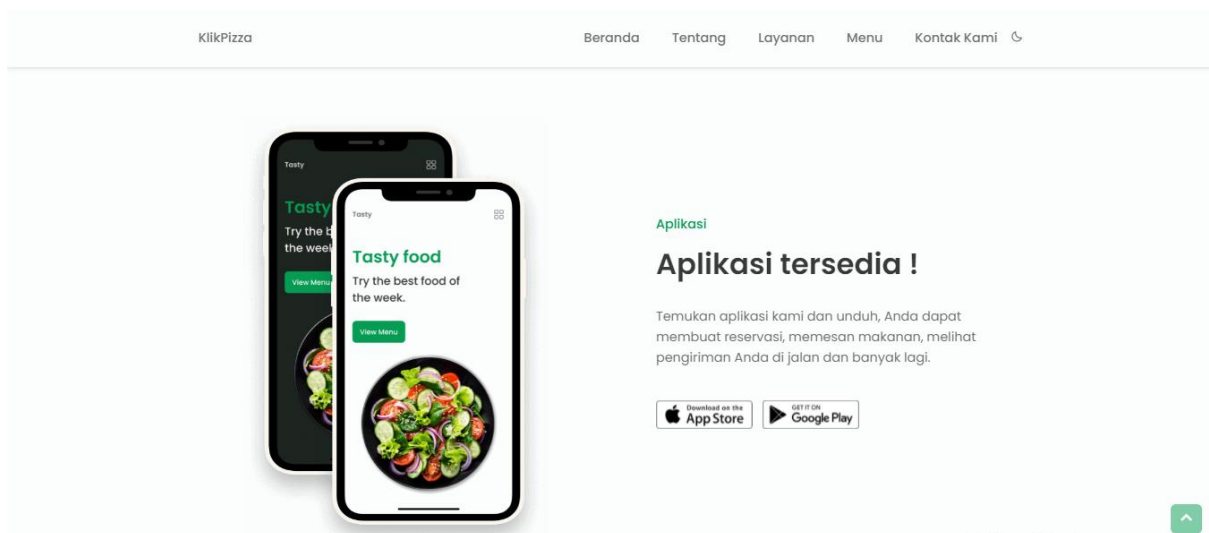 KlikPizza
Beranda
Tentang
Layanan
Menu
Kontak Kami
Tasty
Tasty
Try the
the week
View Menu
Tasty
Tasty food
Try the best food of
the week.
View Menu
Aplikasi
Aplikasi tersedia !
Temukan aplikasi kami dan unduh, Anda dapat
membuat reservasi, memesan makanan, melihat
pengiriman Anda di jalan dan banyak lagi.
Download on the
App Store
GET IT ON
Google Play